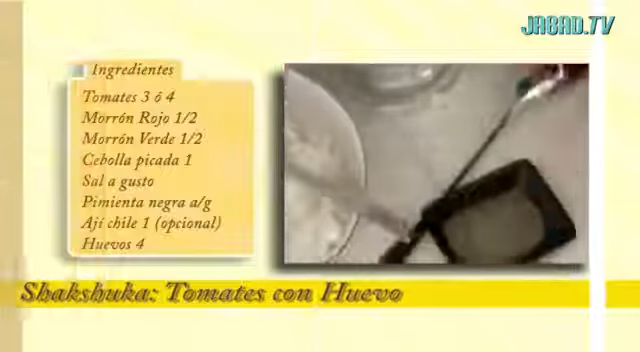 JABAD.TV
Ingredientes
Tomates 3 ó 4
Morrón Rojo 1/2
Morrón Verde 1/2
Cebolla picada 1
Sal a gusto
Pimienta negra a/g
Ají chile 1 (opcional)
Huevos 4
Shakshuka: Tomates con Huevo